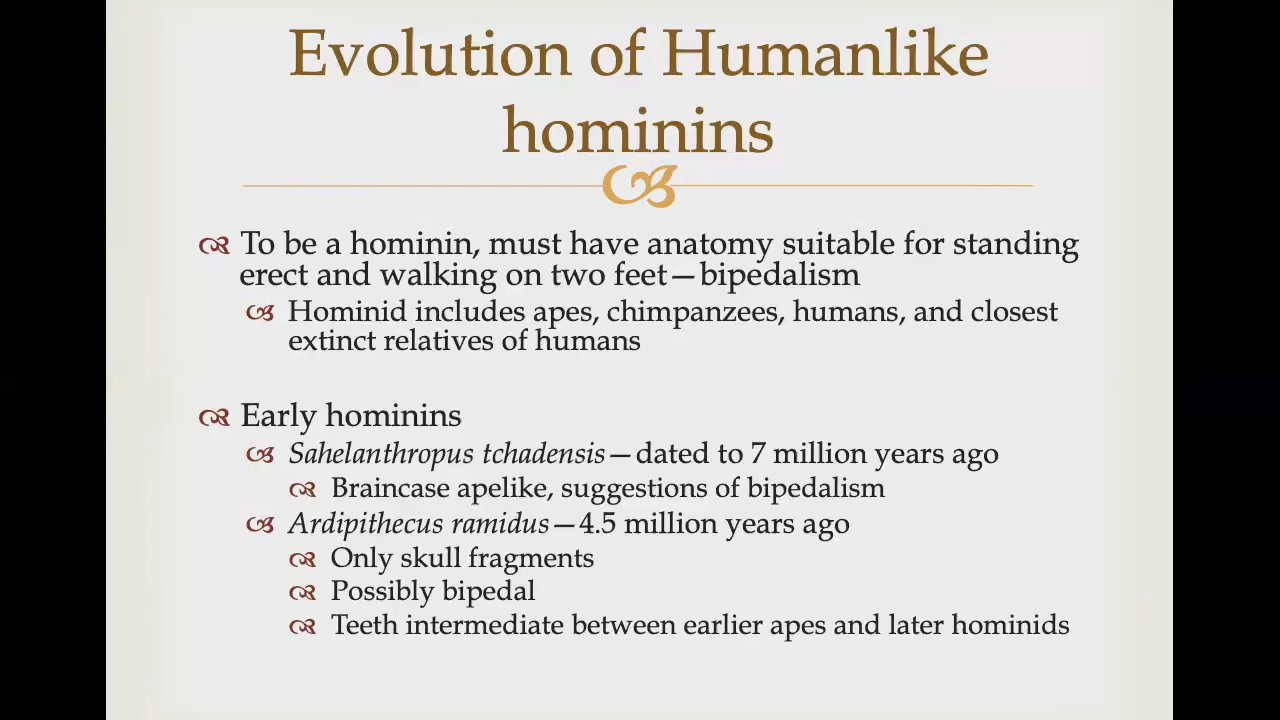 Evolution of Humanlike
hominins
To be a hominin, must have anatomy suitable for standing
erect and walking on two feet—bipedalism
Hominid includes apes, chimpanzees, humans, and closest
extinct relatives of humans
Early hominins
Sahelanthropus tchadensis—dated to 7 million years ago
Braincase apelike, suggestions of bipedalism
Ardipithecus ramidus—4.5 million years ago
Only skull fragments
Possibly bipedal
Teeth intermediate between earlier apes and later hominids